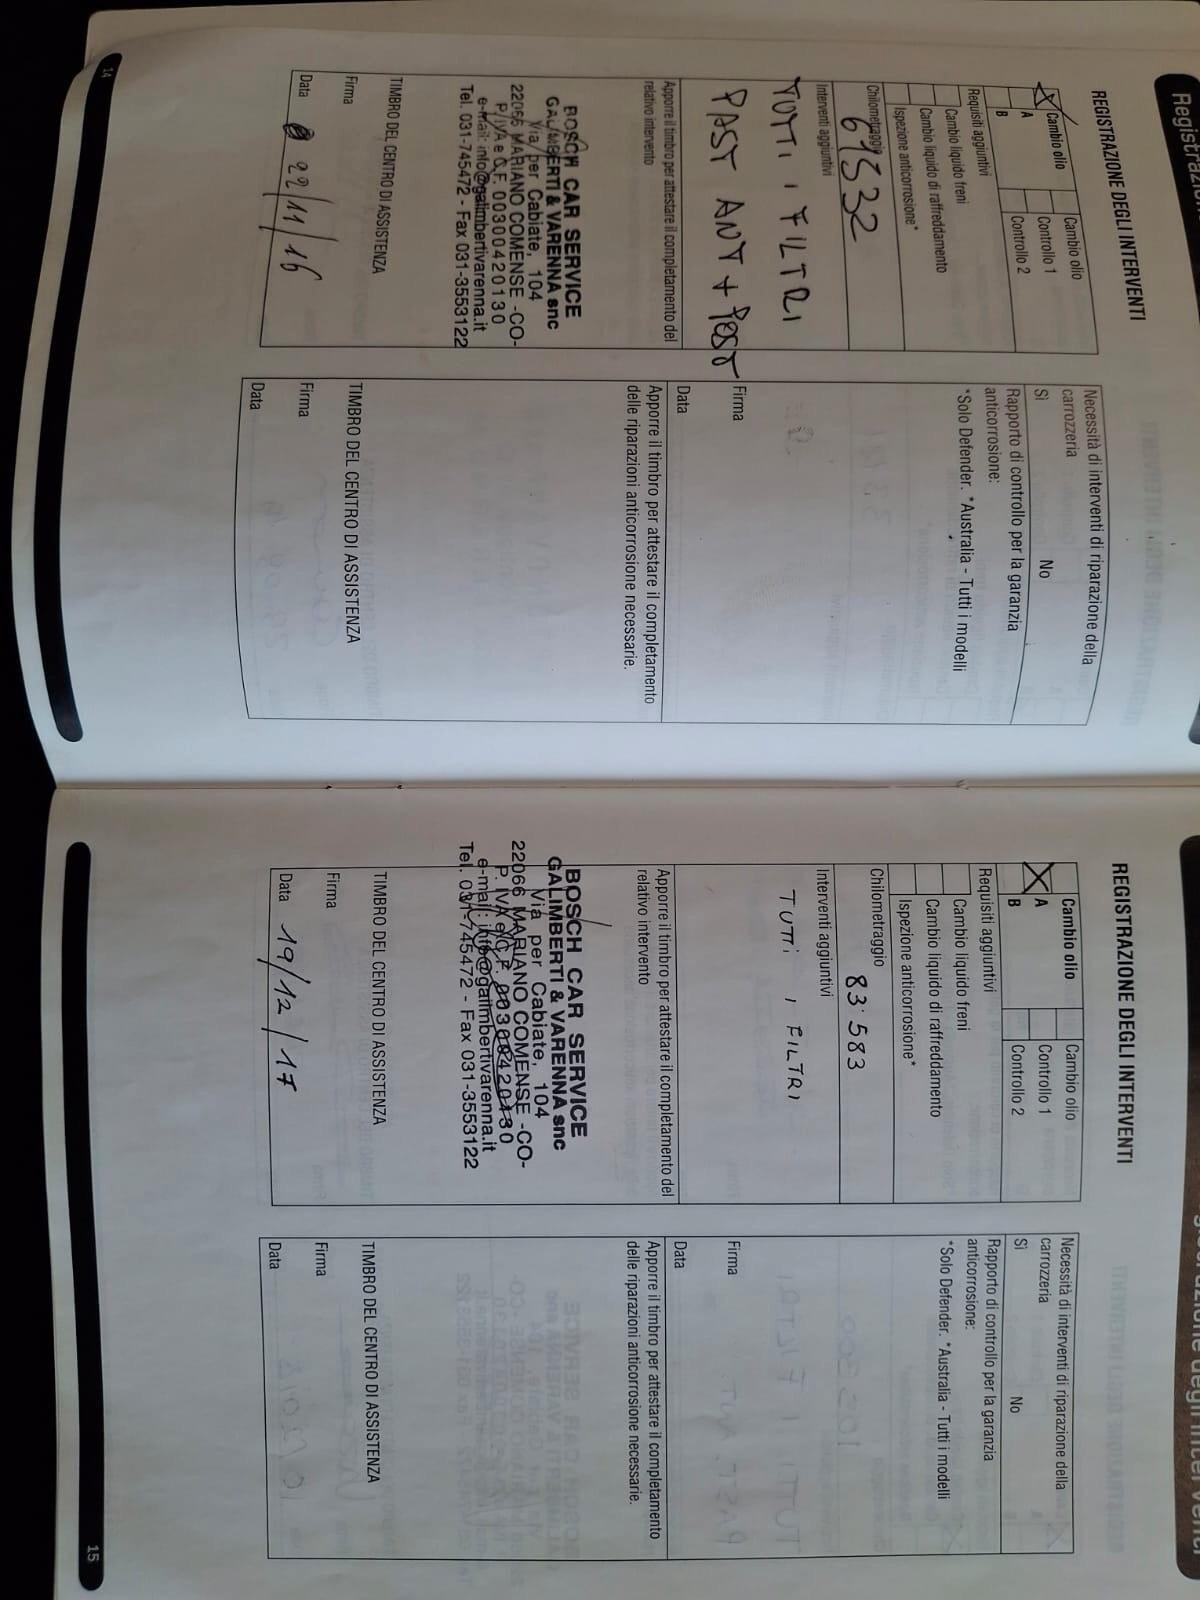 Registrazione
REGISTRAZIONE DEGLI INTERVENTI
Cambio olio
Cambio olio
A
Controllo 1
B
Controllo 2
Requisiti aggiuntivi
Cambio liquido freni
Cambio liquido di raffreddamento
Ispezione anticorrosione*
Chilometraggio
69532
Interventi aggiuntivi
TUTTI I FILTRI
PAST ANT + POST
Apporre il timbro per attestare il completamento del
relativo intervento
BOSCH CAR SERVICE
GALIMBERTI & VARENNA snc
Via per Cabiate, 104
22066 MARIANO COMENSE -CO-
P. IVA e C.F. 00300420130
e-mail: info@galimbertivarenna.it
Tel. 031-745472 - Fax 031-3553122
TIMBRO DEL CENTRO DI ASSISTENZA
Firma
Data 22/11/16
Necessità di interventi di riparazione della
carrozzeria
Sì No
Rapporto di controllo per la garanzia
anticorrosione:
*Solo Defender. *Australia - Tutti i modelli
Firma
Data
Apporre il timbro per attestare il completamento
delle riparazioni anticorrosione necessarie.
TIMBRO DEL CENTRO DI ASSISTENZA
Firma
Data
14
degli interventi
REGISTRAZIONE DEGLI INTERVENTI
Cambio olio
Cambio olio
A
Controllo 1
B
Controllo 2
Requisiti aggiuntivi
Cambio liquido freni
Cambio liquido di raffreddamento
Ispezione anticorrosione*
Chilometraggio
83.583
Interventi aggiuntivi
TUTTi I FILTRI
Apporre il timbro per attestare il completamento del
relativo intervento
BOSCH CAR SERVICE
GALIMBERTI & VARENNA snc
Via per Cabiate, 104
22066 MARIANO COMENSE -CO-
P. IVA e C.F. 00300420130
e-mail: info@galimbertivarenna.it
Tel. 031-745472 - Fax 031-3553122
TIMBRO DEL CENTRO DI ASSISTENZA
Firma
Data 19/12/17
Necessità di interventi di riparazione della
carrozzeria
Sì No
Rapporto di controllo per la garanzia
anticorrosione:
*Solo Defender. *Australia - Tutti i modelli
Firma
Data
Apporre il timbro per attestare il completamento
delle riparazioni anticorrosione necessarie.
TIMBRO DEL CENTRO DI ASSISTENZA
Firma
Data
15